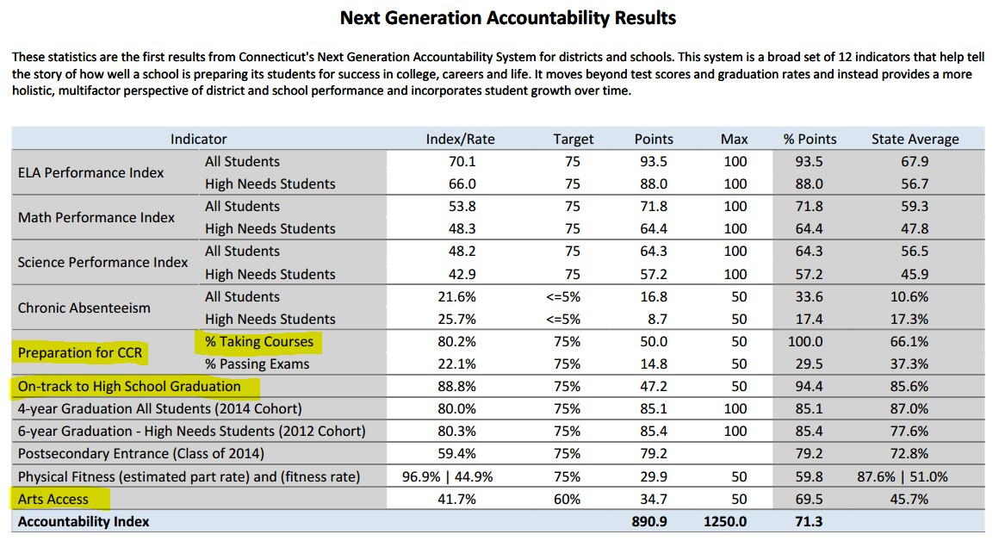 Next Generation Accountability Results
These statistics are the first results from Connecticut's Next Generation Accountability System for districts and schools. This system is a broad set of 12 indicators that help tell
the story of how well a school is preparing its students for success in college, careers and life. It moves beyond test scores and graduation rates and instead provides a more
holistic, multifactor perspective of district and school performance and incorporates student growth over time.
Indicator Index/Rate Target Points Max % Points State Average
ELA Performance Index
All Students 70.1 75 93.5 100 93.5 67.9
High Needs Students 66.0 75 88.0 100 88.0 56.7
Math Performance Index
All Students 53.8 75 71.8 100 71.8 59.3
High Needs Students 48.3 75 64.4 100 64.4 47.8
Science Performance Index
All Students 48.2 75 64.3 100 64.3 56.5
High Needs Students 42.9 75 57.2 100 57.2 45.9
Chronic Absenteeism
All Students 21.6% <=5% 16.8 50 33.6 10.6%
High Needs Students 25.7% <=5% 8.7 50 17.4 17.3%
Preparation for CCR
% Taking Courses 80.2% 75% 50.0 50 100.0 66.1%
% Passing Exams 22.1% 75% 14.8 50 29.5 37.3%
On-track to High School Graduation 88.8% 75% 47.2 50 94.4 85.6%
4-year Graduation All Students (2014 Cohort) 80.0% 75% 85.1 100 85.1 87.0%
6-year Graduation - High Needs Students (2012 Cohort) 80.3% 75% 85.4 100 85.4 77.6%
Postsecondary Entrance (Class of 2014) 59.4% 75% 79.2 79.2 72.8%
Physical Fitness (estimated part rate) and (fitness rate) 96.9% | 44.9% 75% 29.9 50 59.8 87.6% | 51.0%
Arts Access 41.7% 60% 34.7 50 69.5 45.7%
Accountability Index 890.9 1250.0 71.3